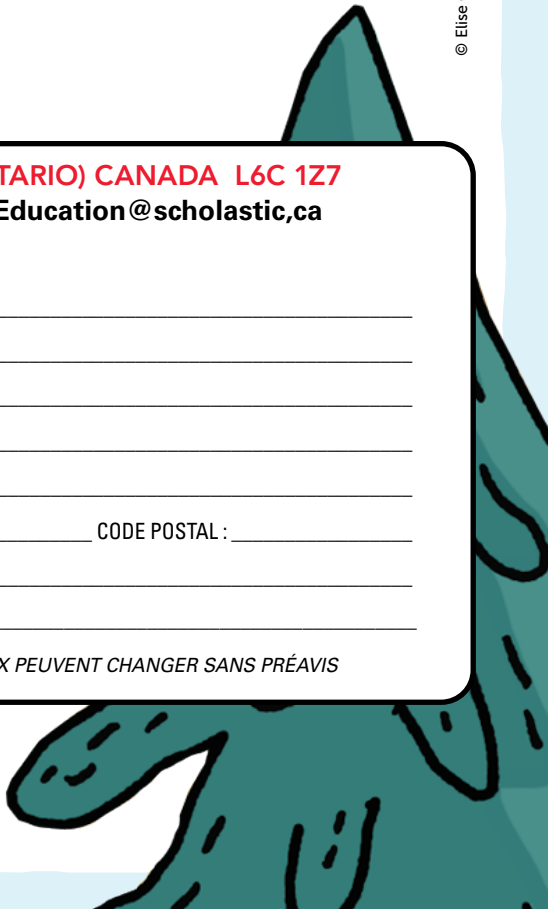 © Elise
TARIO) CANADA L6C 1Z7
Education@scholastic,ca
CODE POSTAL :
PEUVENT CHANGER SANS PRÉAVIS